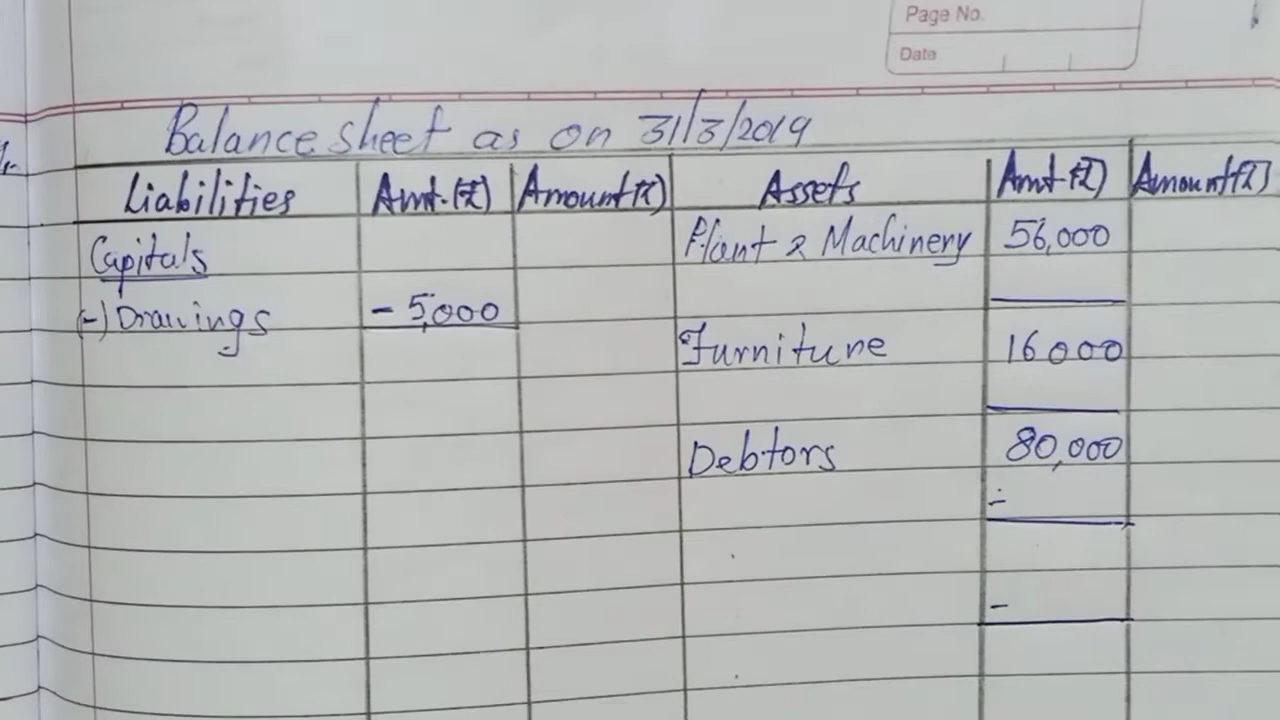 Page No.
Date
Balance sheet as on 31/3/2019
Liabilities Amt.(₹) Amount(₹) Assets Amt.(₹) Amount(₹)
Capitals Plant & Machinery 56,000
(-) Drawings - 5,000
Furniture 16000
Debtors 80,000
-
-